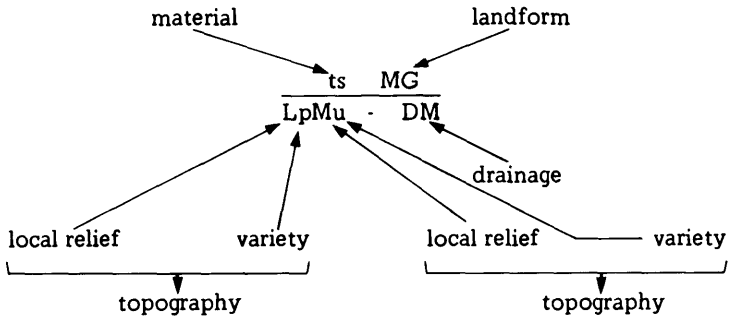 material landform
ts MG
LpMu - DM
drainage
local relief variety local relief variety
topography topography